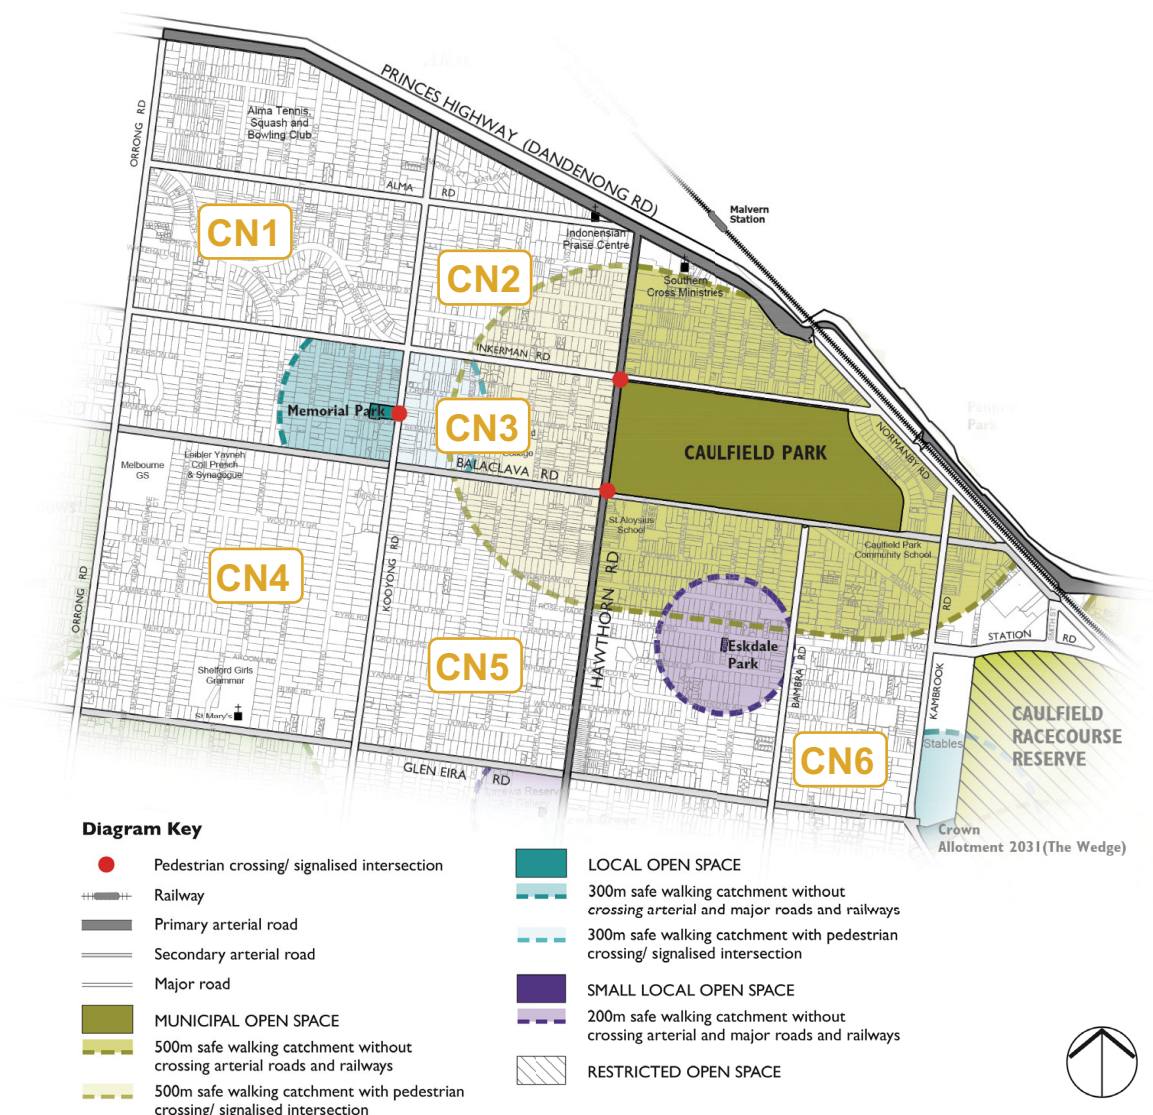 PRINCES HIGHWAY (DANDENONG RD)
ORRONG RD
Alma Tennis,
Squash and
Bowling Club
ALMA RD
Malvern
Station
Indonensian
Praise Centre
CN1
CN2
Southern
Cross Ministries
INKERMAN RD
Memorial Park
CN3
CAULFIELD PARK
NORMANBY RD
BALACLAVA RD
Melbourne
GS
Leibler Yavneh
Coll Presch
& Synagogue
St Aloysius
School
Caulfield Park
Community School
CN4
KOOYONG RD
HAWTHORN RD
ORRONG RD
RD
STATION RD
Eskdale
Park
CN5
BAMBRA RD
KAMBROOK
Shelford Girls
Grammar
St Mary's
CAULFIELD
RACECOURSE
RESERVE
CN6
Stables
GLEN EIRA RD
Crown
Allotment 2031(The Wedge)
Diagram Key
Pedestrian crossing/ signalised intersection
Railway
Primary arterial road
Secondary arterial road
Major road
MUNICIPAL OPEN SPACE
500m safe walking catchment without
crossing arterial roads and railways
500m safe walking catchment with pedestrian
crossing/ signalised intersection
LOCAL OPEN SPACE
300m safe walking catchment without
crossing arterial and major roads and railways
300m safe walking catchment with pedestrian
crossing/ signalised intersection
SMALL LOCAL OPEN SPACE
200m safe walking catchment without
crossing arterial and major roads and railways
RESTRICTED OPEN SPACE